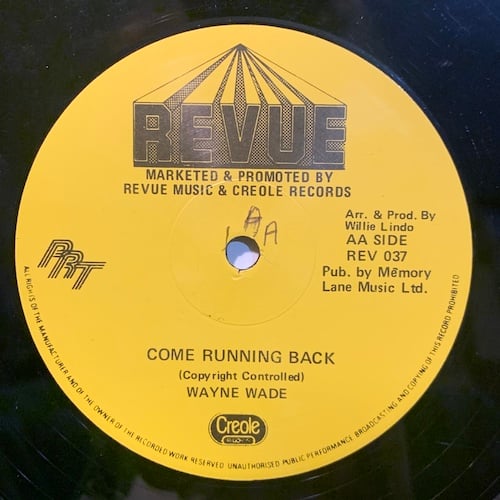 REVUE
MARKETED & PROMOTED BY
REVUE MUSIC & CREOLE RECORDS
AA
Arr. & Prod. By
Willie Lindo
AA SIDE
REV 037
Pub. by Memory
Lane Music Ltd.
PRT
COME RUNNING BACK
(Copyright Controlled)
WAYNE WADE
Creole
RECORDS
ALL RIGHTS OF THE MANUFACTURER AND OF THE OWNER OF THE RECORDED WORK RESERVED UNAUTHORISED PUBLIC PERFORMANCE BROADCASTING AND COPYING OF THIS RECORD PROHIBITED